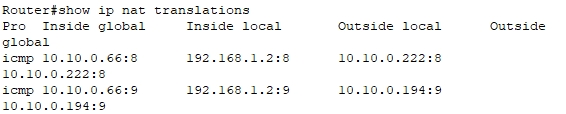 Router#show ip nat translations
Pro  Inside global     Inside local       Outside local      Outside
global
icmp 10.10.0.66:8      192.168.1.2:8      10.10.0.222:8
10.10.0.222:8
icmp 10.10.0.66:9      192.168.1.2:9      10.10.0.194:9
10.10.0.194:9